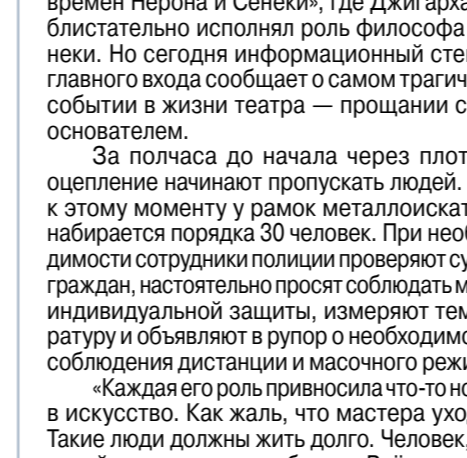 времен Нерона и Сенеки», где Джигарха
блистательно исполнял роль философа
неки. Но сегодня информационный сте
главного входа сообщает о самом трагич
событии в жизни театра — прощании с
основателем.
За полчаса до начала через плот
оцепление начинают пропускать людей.
к этому моменту у рамок металлоискат
набирается порядка 30 человек. При необ
димости сотрудники полиции проверяют су
граждан, настоятельно просят соблюдать м
индивидуальной защиты, измеряют тем
ратуру и объявляют в рупор о необходимо
соблюдения дистанции и масочного режи
«Каждая его роль привносила что-то но
в искусство. Как жаль, что мастера ухо
Такие люди должны жить долго. Человек,